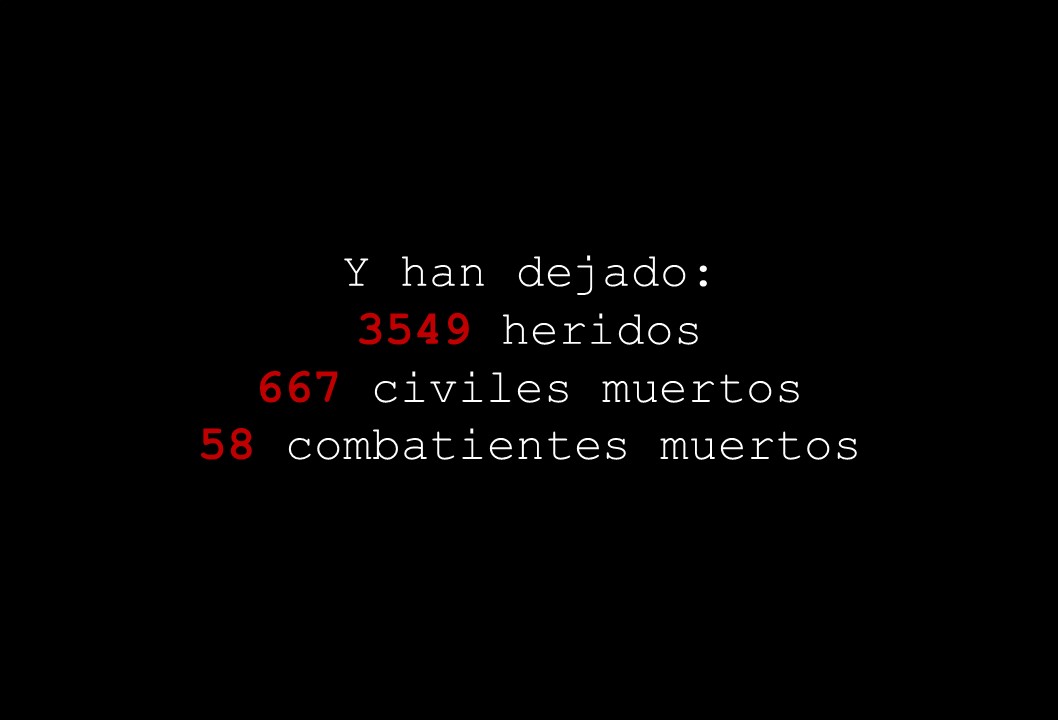 Y han dejado:
3549 heridos
667 civiles muertos
58 combatientes muertos